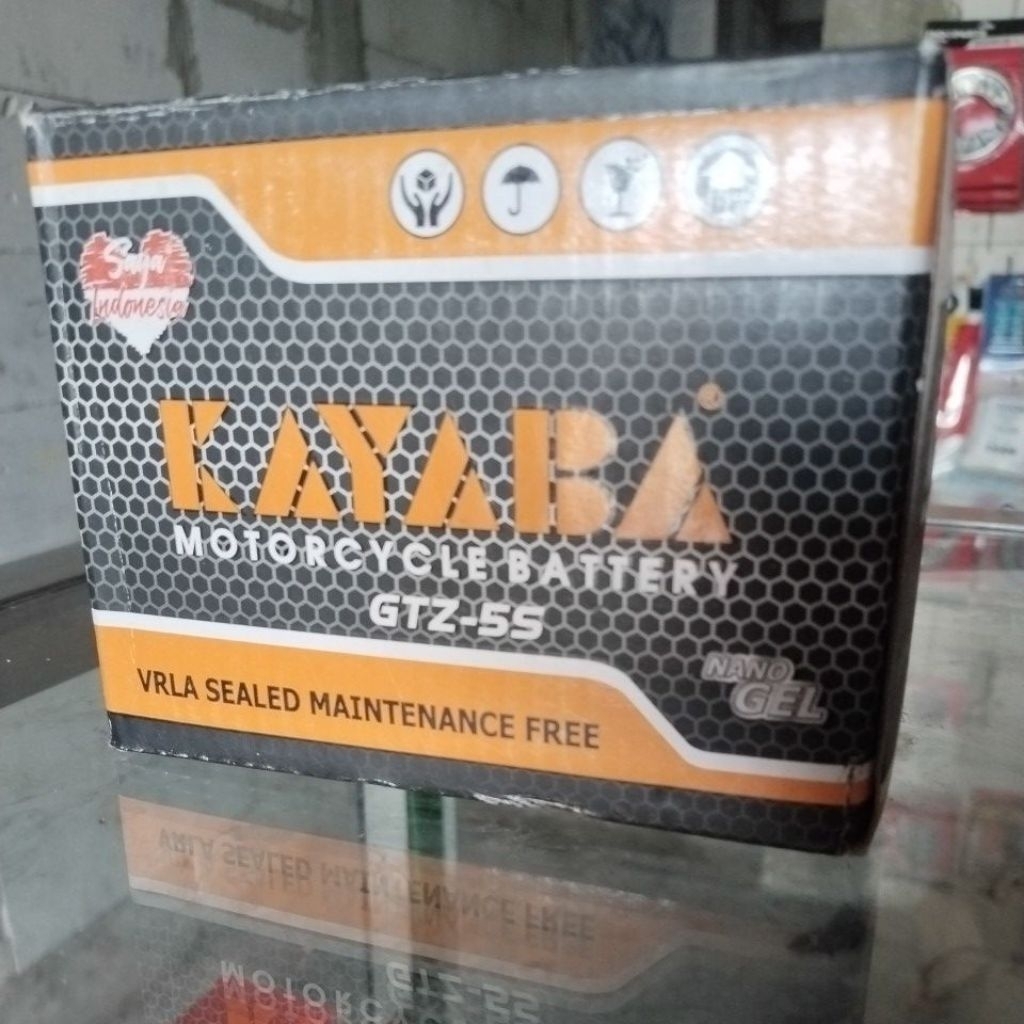 Saya
Indonesia
KAYABA®
MOTORCYCLE BATTERY
GTZ-5S
NANO
GEL
VRLA SEALED MAINTENANCE FREE